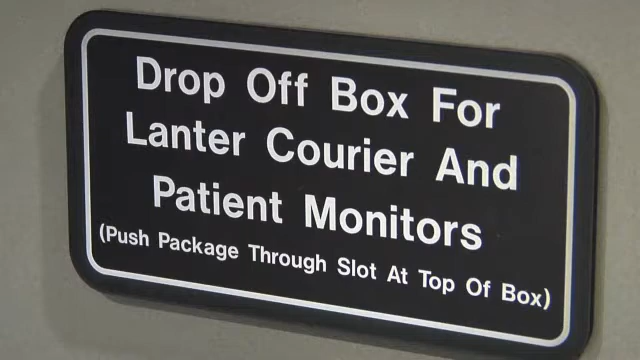 Drop Off Box For
Lanter Courier And
Patient Monitors
(Push Package Through Slot At Top Of Box)